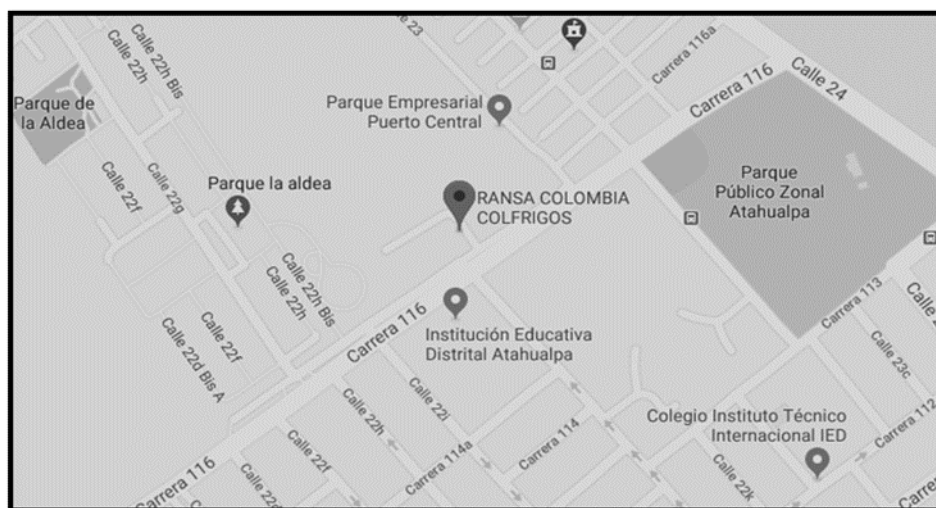 Calle 22h
Calle 22h Bis
Calle 23
Carrera 116a
Carrera 116
Calle 24
Parque de
la Aldea
Parque Empresarial
Puerto Central
Calle 22f
Calle 22g
Parque la aldea
RANSA COLOMBIA
COLFRIGOS
Parque
Público Zonal
Atahualpa
Calle 22h Bis
Calle 22h
Carrera 116
Institución Educativa
Distrital Atahualpa
Carrera 113
Calle 22f
Calle 22d Bis A
Calle 23c
Calle 22i
Calle 22h
Colegio Instituto Técnico
Internacional IED
Carrera 112
Carrera 114
Carrera 114a
Calle 22f
Carrera 116
Calle 22k